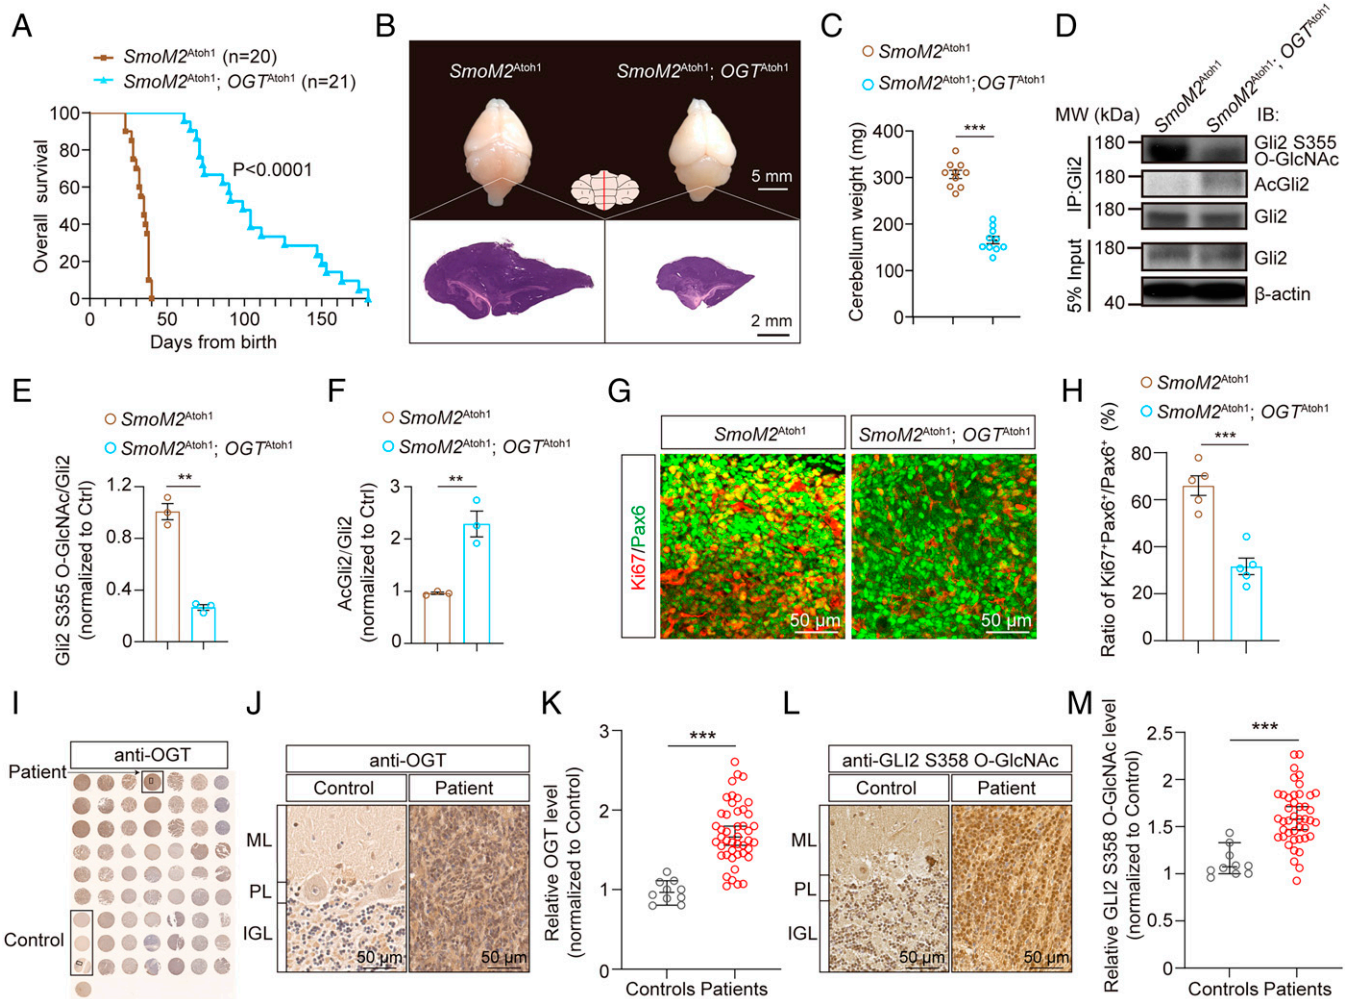 A
SmoM2Atoh1 (n=20)
SmoM2Atoh1; OGTAtoh1 (n=21)
100
80
60
40
20
0
Overall survival
P<0.0001
0 50 100 150
Days from birth
B
SmoM2Atoh1
SmoM2Atoh1; OGTAtoh1
5 mm
2 mm
C
SmoM2Atoh1
SmoM2Atoh1;OGTAtoh1
***
400
300
200
100
0
Cerebellum weight (mg)
D
SmoM2Atoh1
SmoM2Atoh1; OGTAtoh1
MW (kDa)
IB:
IP:Gli2
180
Gli2 S355
O-GlcNAc
180
AcGli2
180
Gli2
5% Input
180
Gli2
40
β-actin
E
SmoM2Atoh1
SmoM2Atoh1; OGTAtoh1
**
1.2
0.8
0.4
0
Gli2 S355 O-GlcNAc/Gli2
(normalized to Ctrl)
F
SmoM2Atoh1
SmoM2Atoh1; OGTAtoh1
**
3
2
1
0
AcGli2/Gli2
(normalized to Ctrl)
G
SmoM2Atoh1
SmoM2Atoh1; OGTAtoh1
Ki67/Pax6
50 μm
50 μm
H
SmoM2Atoh1
SmoM2Atoh1; OGTAtoh1
***
80
60
40
20
0
Ratio of Ki67+Pax6+/Pax6+ (%)
I
anti-OGT
Patient
Control
J
anti-OGT
Control Patient
ML
PL
IGL
50 μm
50 μm
K
***
3
2
1
0
Relative OGT level
(normalized to Control)
Controls Patients
L
anti-GLI2 S358 O-GlcNAc
Control Patient
ML
PL
IGL
50 μm
50 μm
M
***
2.5
2
1.5
1
0.5
0
Relative GLI2 S358 O-GlcNAc level
(normalized to Control)
Controls Patients